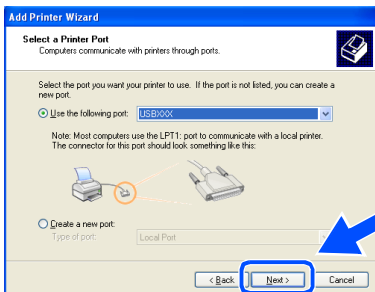 Add Printer Wizard
Select a Printer Port
Computers communicate with printers through ports.
Select the port you want your printer to use. If the port is not listed, you can create a
new port.
Use the following port: USBXXX
Note: Most computers use the LPT1: port to communicate with a local printer.
The connector for this port should look something like this:
Create a new port:
Type of port: Local Port
< Back Next > Cancel